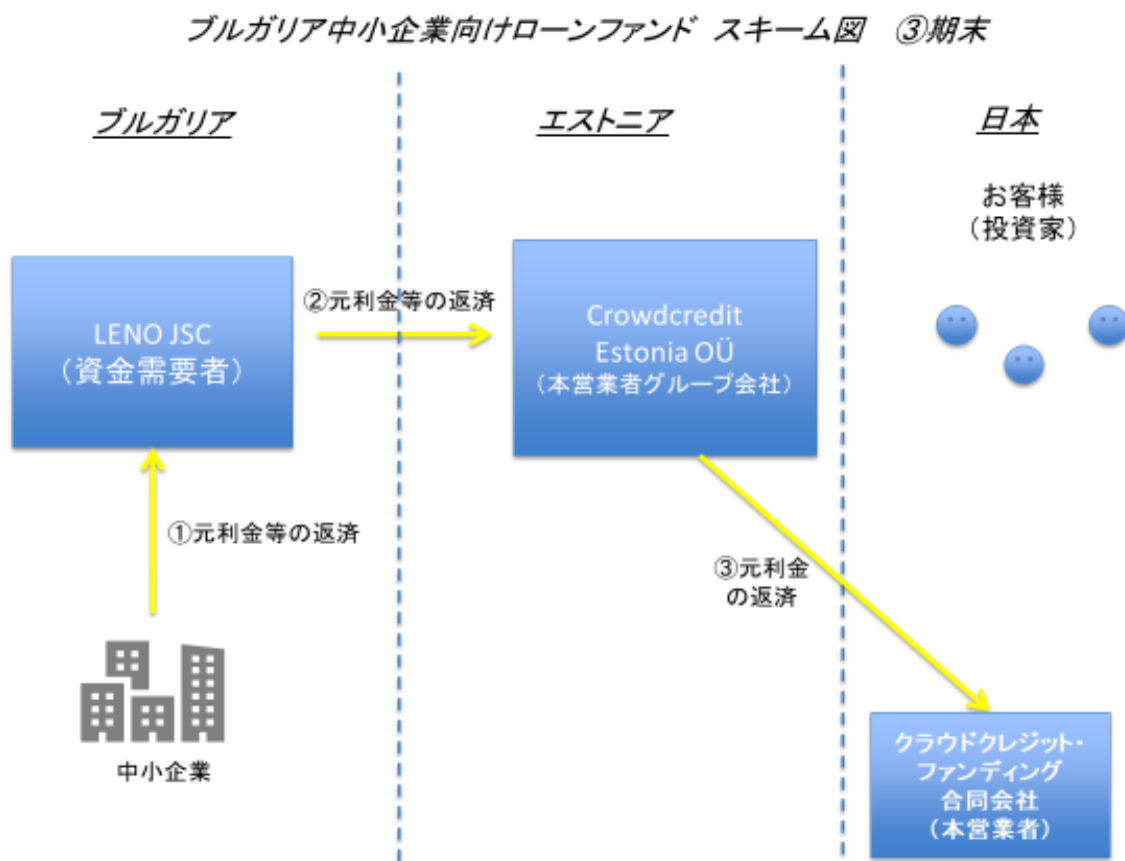 ブルガリア中小企業向けローンファンド スキーム図 ③期末
ブルガリア
エストニア
日本
お客様
（投資家）
LENO JSC
（資金需要者）
②元利金等の返済
Crowdcredit
Estonia OÜ
（本営業者グループ会社）
①元利金等の返済
③元利金
の返済
中小企業
クラウドクレジット・
ファンディング
合同会社
（本営業者）